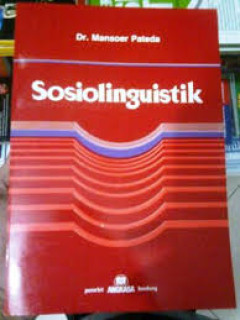 Dr. Mansoer Pateda
Sosiolinguistik
penerbit ANGKASA bandung